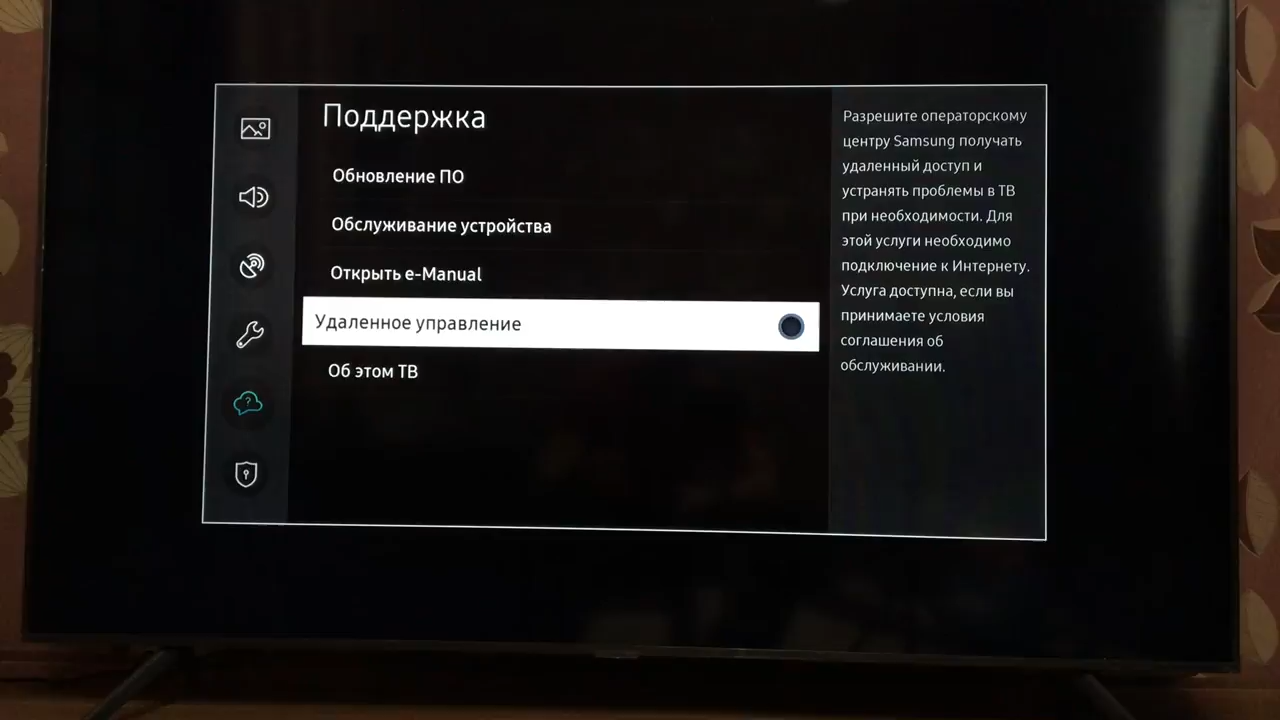 Поддержка
Обновление ПО
Обслуживание устройства
Открыть e-Manual
Удаленное управление
Об этом ТВ
Разрешите операторскому
центру Samsung получать
удаленный доступ и
устранять проблемы в ТВ
при необходимости. Для
этой услуги необходимо
подключение к Интернету.
Услуга доступна, если вы
принимаете условия
соглашения об
обслуживании.